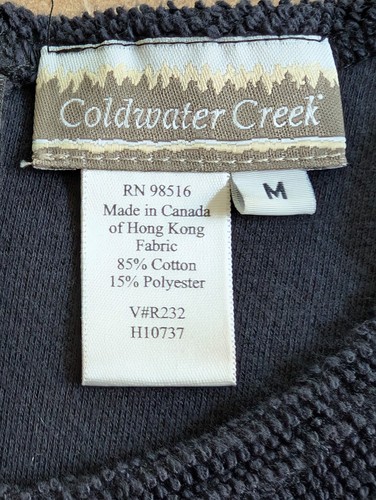 Coldwater Creek
M
RN 98516
Made in Canada
of Hong Kong
Fabric
85% Cotton
15% Polyester
V#R232
H10737